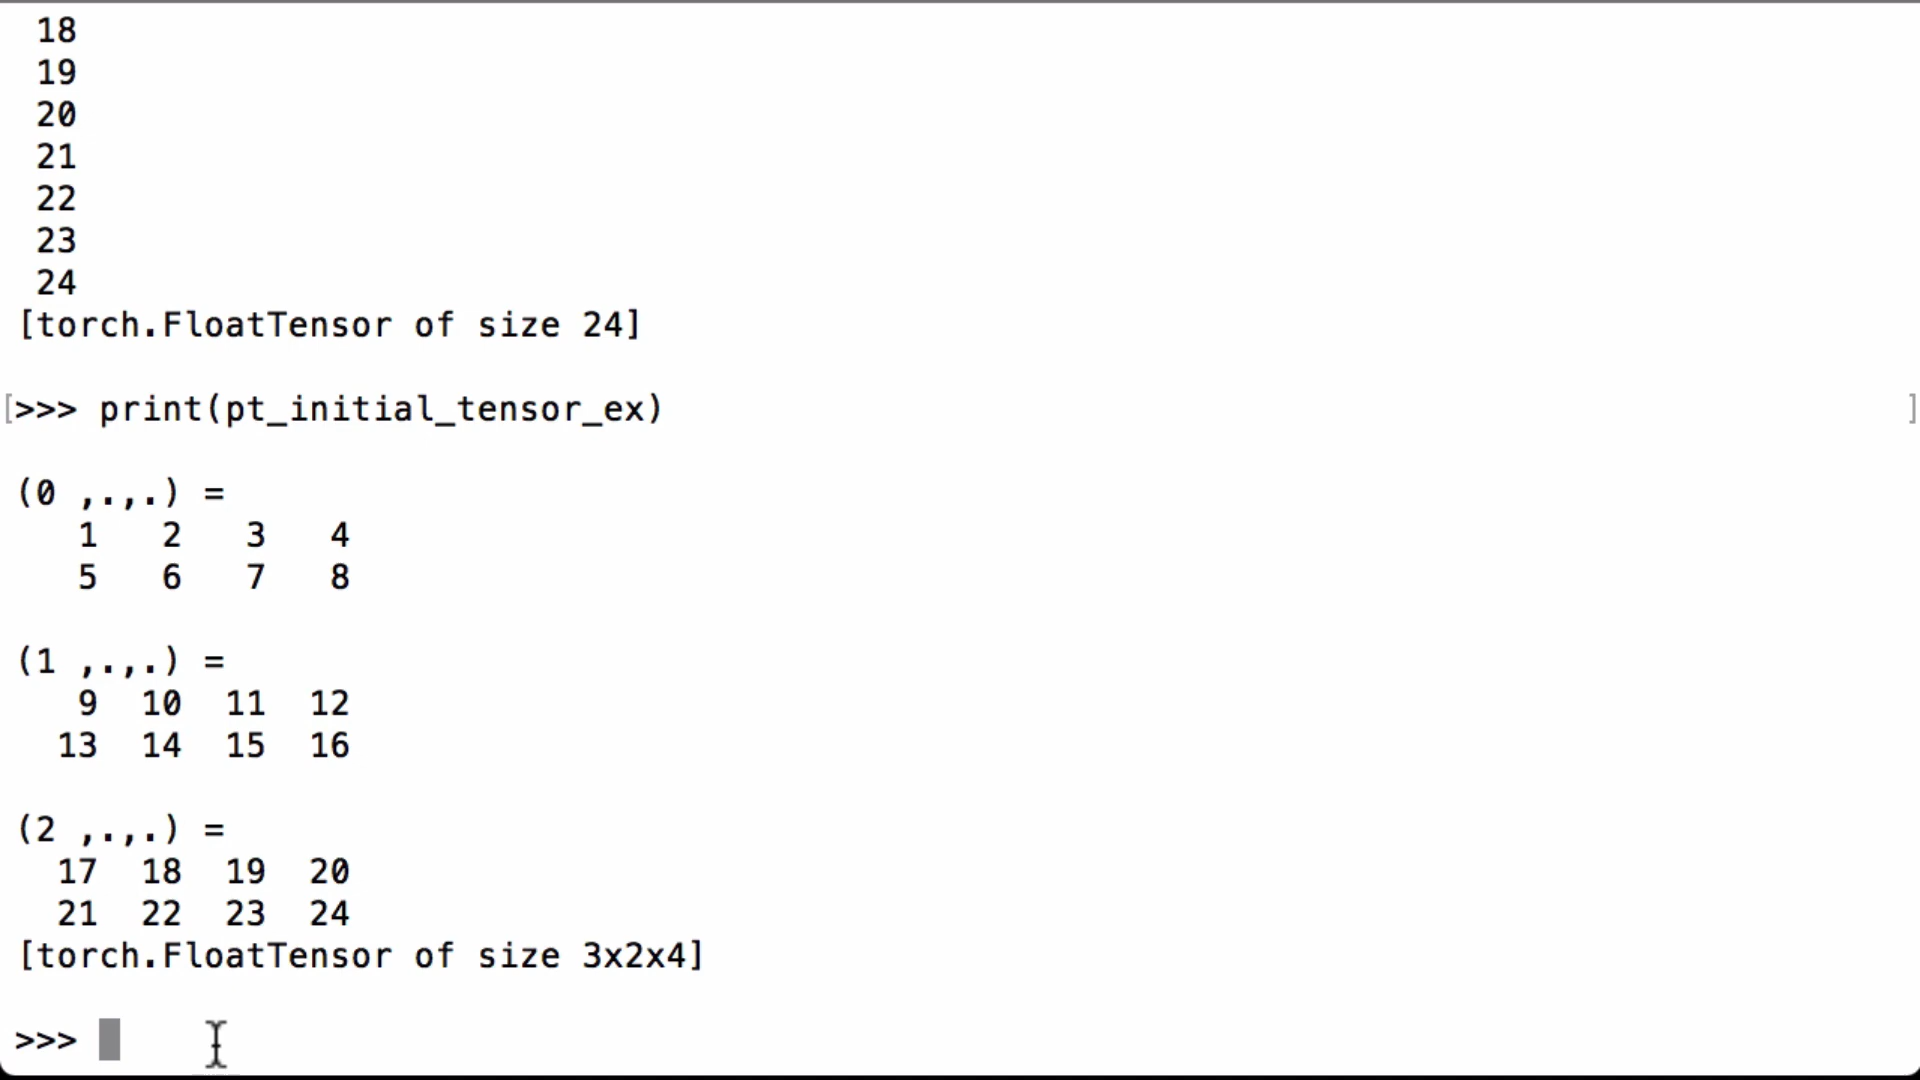 18
19
20
21
22
23
24
[torch.FloatTensor of size 24]
[>>> print(pt_initial_tensor_ex) ]
(0 ,.,.) =
1 2 3 4
5 6 7 8
(1 ,.,.) =
9 10 11 12
13 14 15 16
(2 ,.,.) =
17 18 19 20
21 22 23 24
[torch.FloatTensor of size 3x2x4]
>>>